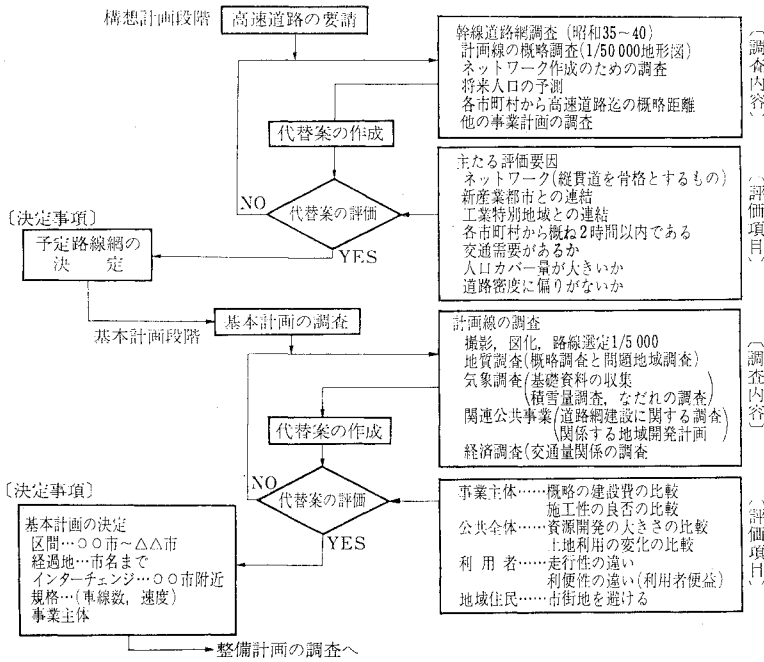 構想計画段階
高速道路の要請
幹線道路網調査(昭和35～40)
計画線の概略調査(1/50 000地形図)
ネットワーク作成のための調査
将来人口の予測
各市町村から高速道路迄の概略距離
他の事業計画の調査
〔調査内容〕
代替案の作成
主たる評価要因
ネットワーク(縦貫道を骨格とするもの)
新産業都市との連結
工業特別地域との連結
各市町村から概ね2時間以内である
交通需要があるか
人口カバー量が大きいか
道路密度に偏りがないか
〔評価項目〕
NO
代替案の評価
YES
〔決定事項〕
予定路線網の
決 定
基本計画段階
基本計画の調査
計画線の調査
撮影, 図化, 路線選定1/5 000
地質調査(概略調査と問題地域調査)
気象調査(基礎資料の収集
積雪量調査, なだれの調査)
関連公共事業(道路網建設に関する調査
関係する地域開発計画)
経済調査(交通量関係の調査
〔調査内容〕
代替案の作成
NO
代替案の評価
YES
事業主体……概略の建設費の比較
施工性の良否の比較
公共全体……資源開発の大きさの比較
土地利用の変化の比較
利 用 者……走行性の違い
利便性の違い(利用者便益)
地域住民……市街地を避ける
〔評価項目〕
〔決定事項〕
基本計画の決定
区間…○○市～△△市
経過地…市名まで
インターチェンジ…○○市附近
規格…(車線数, 速度)
事業主体
整備計画の調査へ